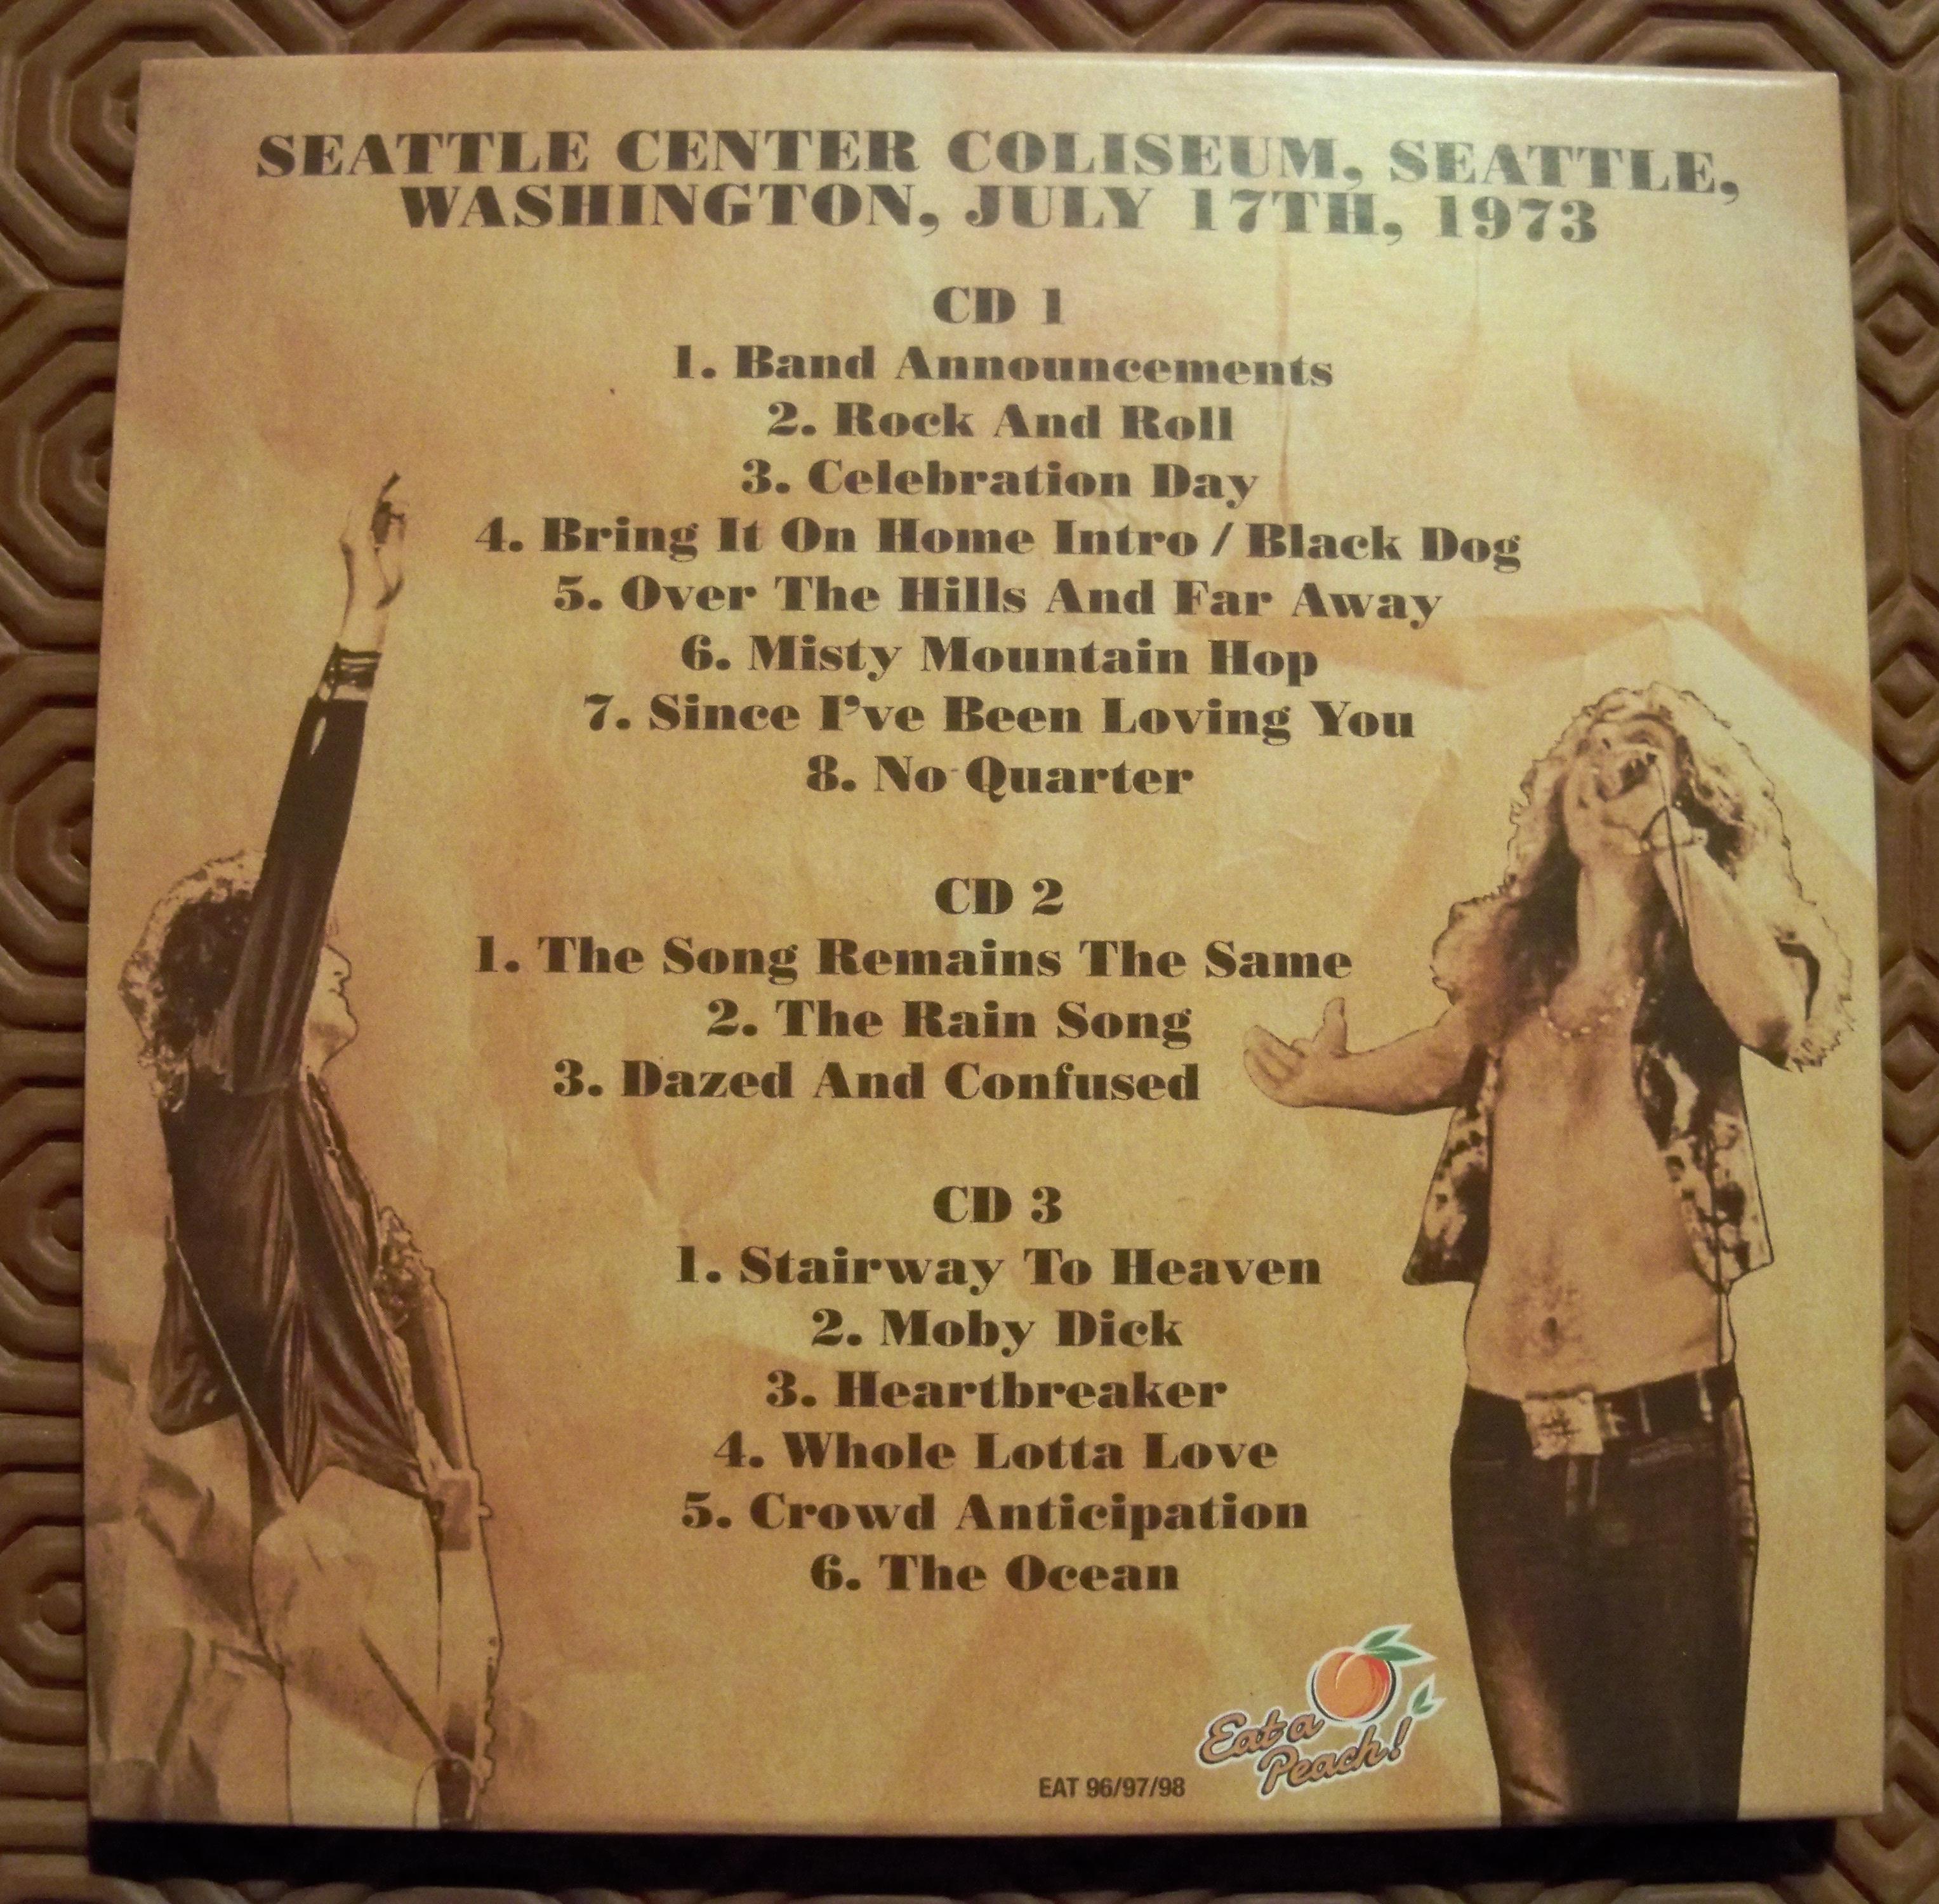 SEATTLE CENTER COLISEUM, SEATTLE,
WASHINGTON, JULY 17TH, 1973
CD 1
1. Band Announcements
2. Rock And Roll
3. Celebration Day
4. Bring It On Home Intro / Black Dog
5. Over The Hills And Far Away
6. Misty Mountain Hop
7. Since I've Been Loving You
8. No Quarter
CD 2
1. The Song Remains The Same
2. The Rain Song
3. Dazed And Confused
CD 3
1. Stairway To Heaven
2. Moby Dick
3. Heartbreaker
4. Whole Lotta Love
5. Crowd Anticipation
6. The Ocean
Eat a
Peach!
EAT 96/97/98